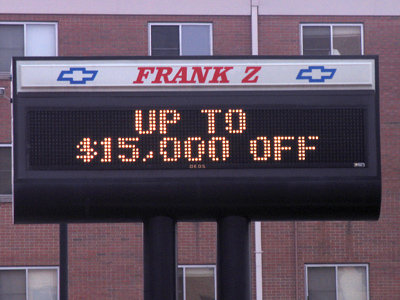 FRANK Z
UP TO
$15,000 OFF